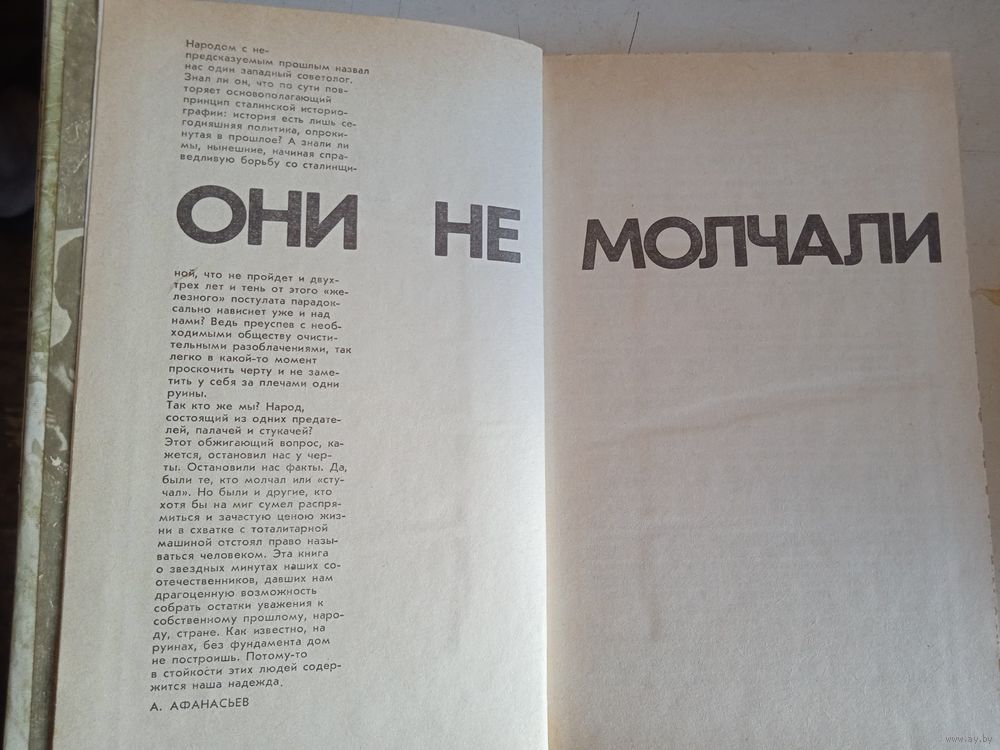 Народом с не-
предсказуемым прошлым назвал
нас один западный советолог.
Знал ли он, что по сути пов-
торяет основополагающий
принцип сталинской историо-
графии: история есть лишь се-
годняшняя политика, опроки-
нутая в прошлое? А знали ли
мы, нынешние, начиная спра-
ведливую борьбу со сталинщи-
ОНИ НЕ МОЛЧАЛИ
ной, что не пройдет и двух-
трех лет и тень от этого «же-
лезного» постулата парадок-
сально нависнет уже и над
нами? Ведь преуспев с необ-
ходимыми обществу очисти-
тельными разоблачениями, так
легко в какой-то момент
проскочить черту и не заме-
тить у себя за плечами одни
руины.
Так кто же мы? Народ,
состоящий из одних предате-
лей, палачей и стукачей?
Этот обжигающий вопрос, ка-
жется, остановил нас у чер-
ты. Остановили нас факты. Да,
были те, кто молчал или «сту-
чал». Но были и другие, кто
хотя бы на миг сумел распря-
миться и зачастую ценою жиз-
ни в схватке с тоталитарной
машиной отстоял право назы-
ваться человеком. Эта книга
о звездных минутах наших со-
отечественников, давших нам
драгоценную возможность
собрать остатки уважения к
собственному прошлому, наро-
ду, стране. Как известно, на
руинах, без фундамента дом
не построишь. Потому-то
в стойкости этих людей содер-
жится наша надежда.
А. АФАНАСЬЕВ
www.ay.by